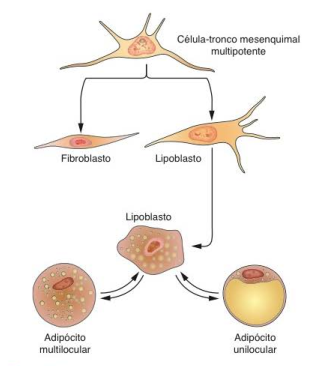 Célula-tronco mesenquimal
multipotente
Fibroblasto
Lipoblasto
Lipoblasto
Adipócito
multilocular
Adipócito
unilocular